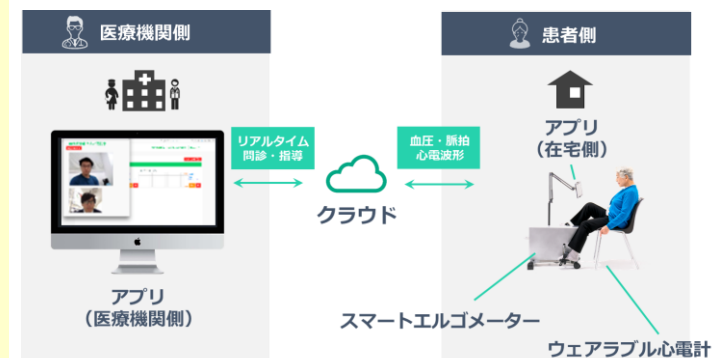 医療機関側
患者側
リアルタイム
問診・指導
血圧・脈拍
心電波形
クラウド
アプリ
（在宅側）
アプリ
（医療機関側）
スマートエルゴメーター
ウェアラブル心電計